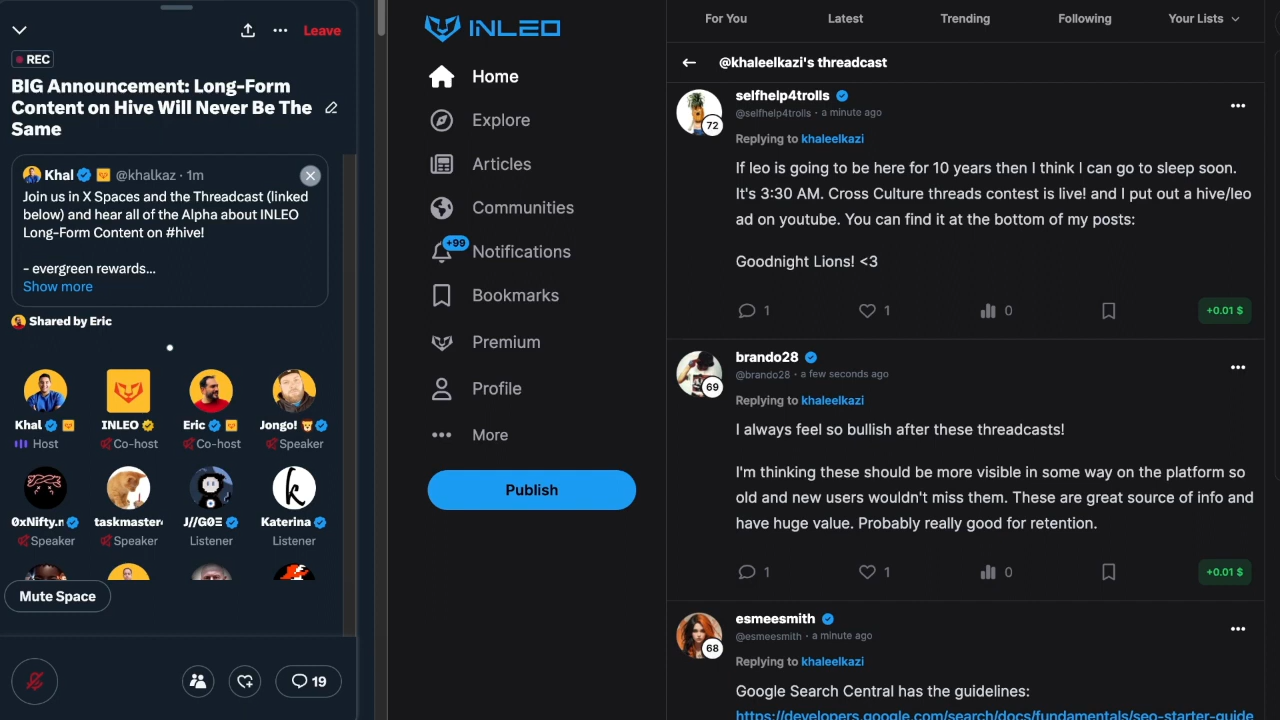 Leave
REC
BIG Announcement: Long-Form
Content on Hive Will Never Be The
Same
Khal @khalkaz · 1m
Join us in X Spaces and the Threadcast (linked
below) and hear all of the Alpha about INLEO
Long-Form Content on #hive!
- evergreen rewards...
Show more
Shared by Eric
Khal
Host
INLEO
Co-host
Eric
Co-host
Jongo!
Speaker
0xNifty.n
Speaker
taskmaster
Speaker
J//GØΞ
Listener
Katerina
Listener
Mute Space
19
INLEO
Home
Explore
Articles
Communities
+99
Notifications
Bookmarks
Premium
Profile
More
Publish
For You
Latest
Trending
Following
Your Lists
@khaleelkazi's threadcast
72
selfhelp4trolls
@selfhelp4trolls · a minute ago
Replying to khaleelkazi
If leo is going to be here for 10 years then I think I can go to sleep soon.
It's 3:30 AM. Cross Culture threads contest is live! and I put out a hive/leo
ad on youtube. You can find it at the bottom of my posts:
Goodnight Lions! <3
1
1
0
+0.01 $
69
brando28
@brando28 · a few seconds ago
Replying to khaleelkazi
I always feel so bullish after these threadcasts!
I'm thinking these should be more visible in some way on the platform so
old and new users wouldn't miss them. These are great source of info and
have huge value. Probably really good for retention.
1
1
0
+0.01 $
68
esmeesmith
@esmeesmith · a minute ago
Replying to khaleelkazi
Google Search Central has the guidelines:
https://developers.google.com/search/docs/fundamentals/seo-starter-guide